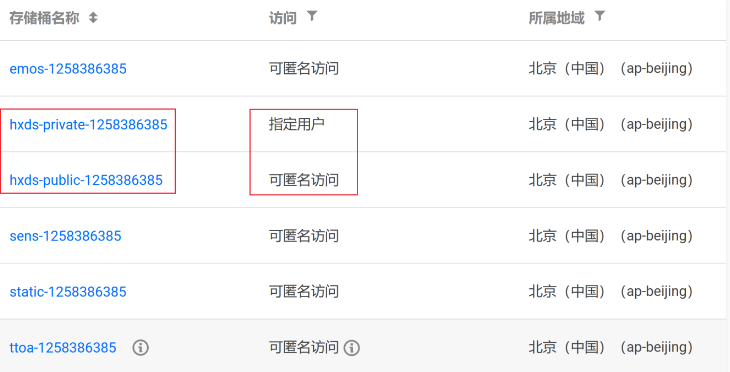 存储桶名称 访问 所属地域
emos-1258386385 可匿名访问 北京（中国）（ap-beijing）
hxds-private-1258386385 指定用户 北京（中国）（ap-beijing）
hxds-public-1258386385 可匿名访问 北京（中国）（ap-beijing）
sens-1258386385 可匿名访问 北京（中国）（ap-beijing）
static-1258386385 可匿名访问 北京（中国）（ap-beijing）
ttoa-1258386385 可匿名访问 北京（中国）（ap-beijing）